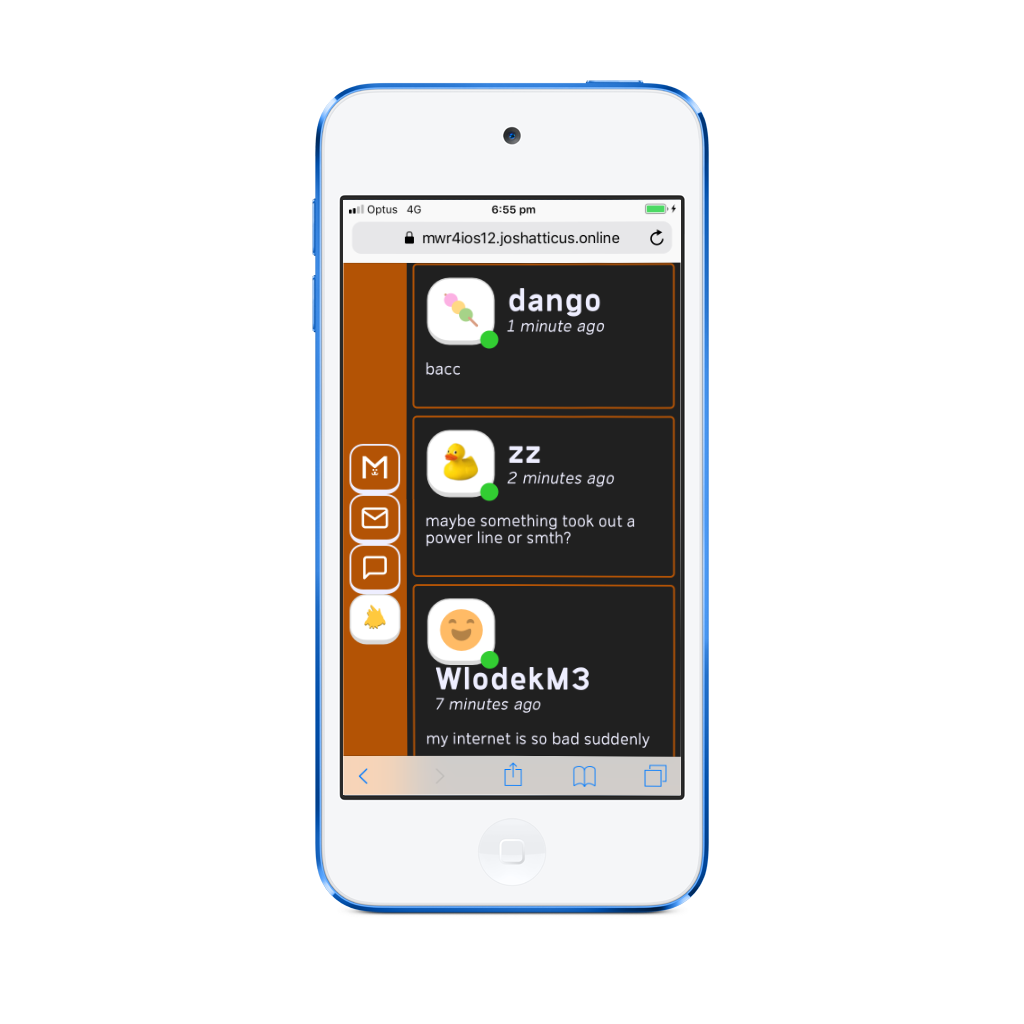 Optus 4G 6:55 pm
mwr4ios12.joshatticus.online
dango
1 minute ago
bacc
zz
2 minutes ago
maybe something took out a
power line or smth?
M
WlodekM3
7 minutes ago
my internet is so bad suddenly